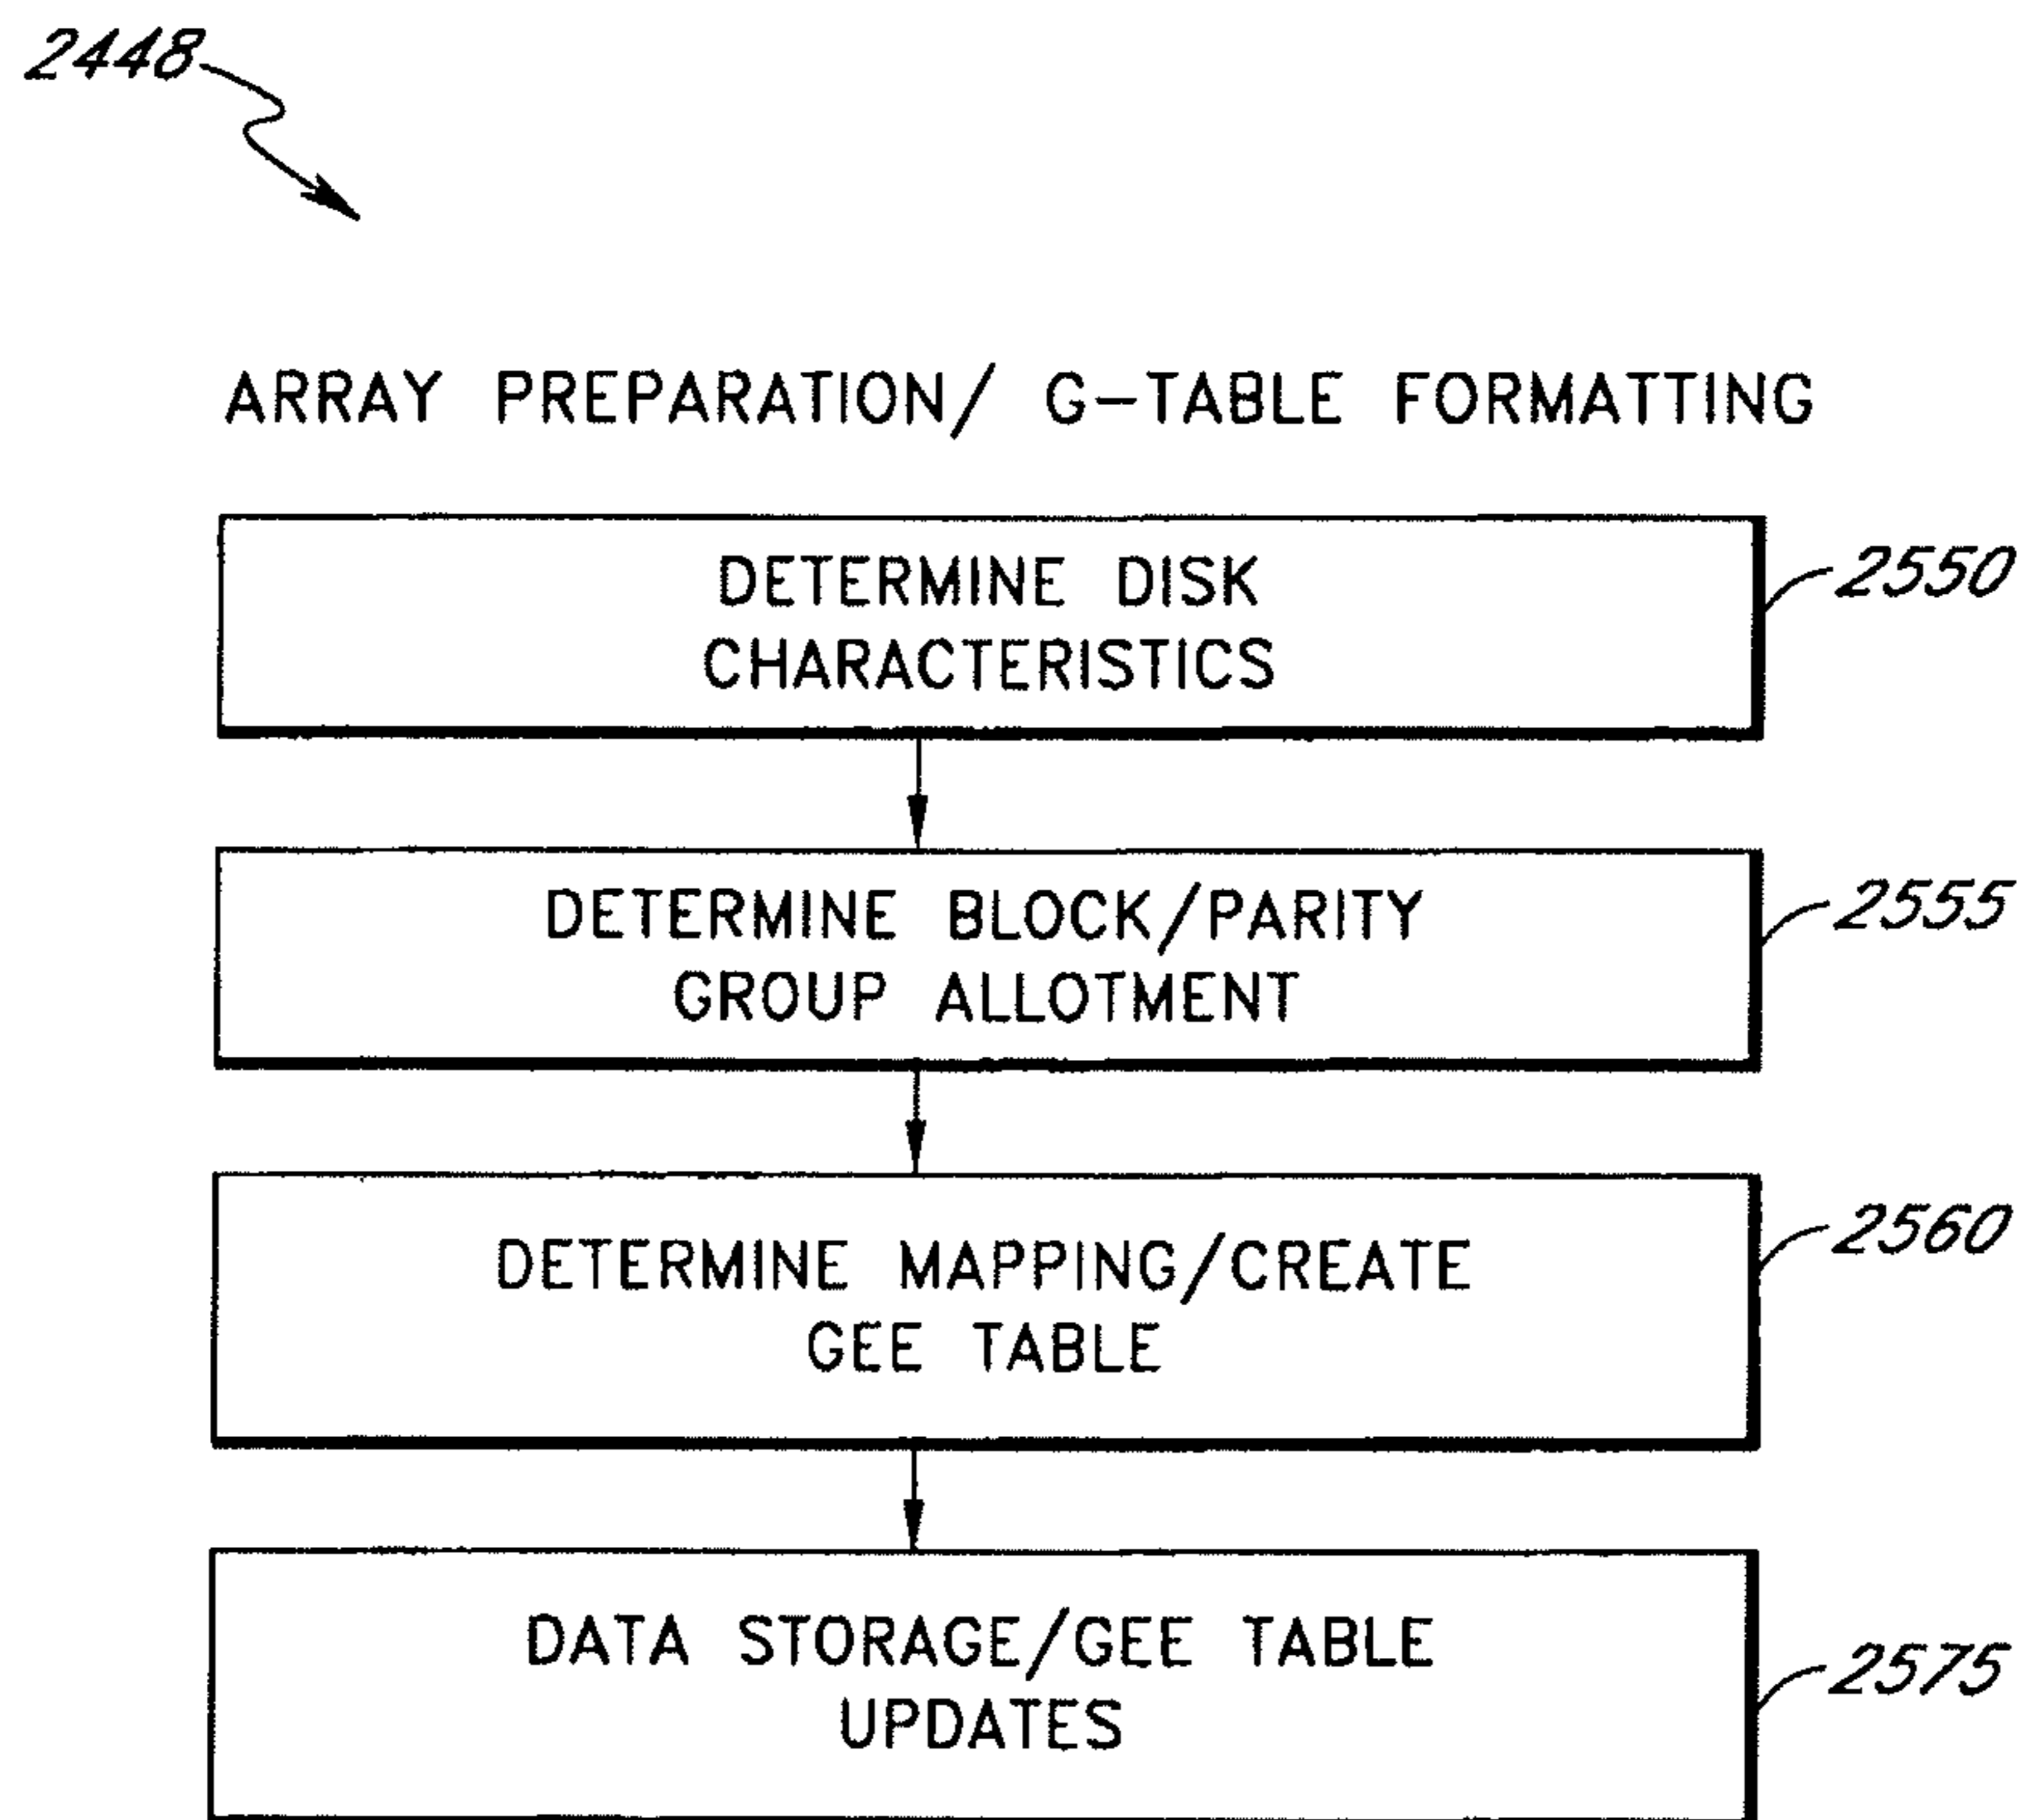 2448
ARRAY PREPARATION/ G-TABLE FORMATTING
DETERMINE DISK
CHARACTERISTICS
2550
DETERMINE BLOCK/PARITY
GROUP ALLOTMENT
2555
DETERMINE MAPPING/CREATE
GEE TABLE
2560
DATA STORAGE/GEE TABLE
UPDATES
2575